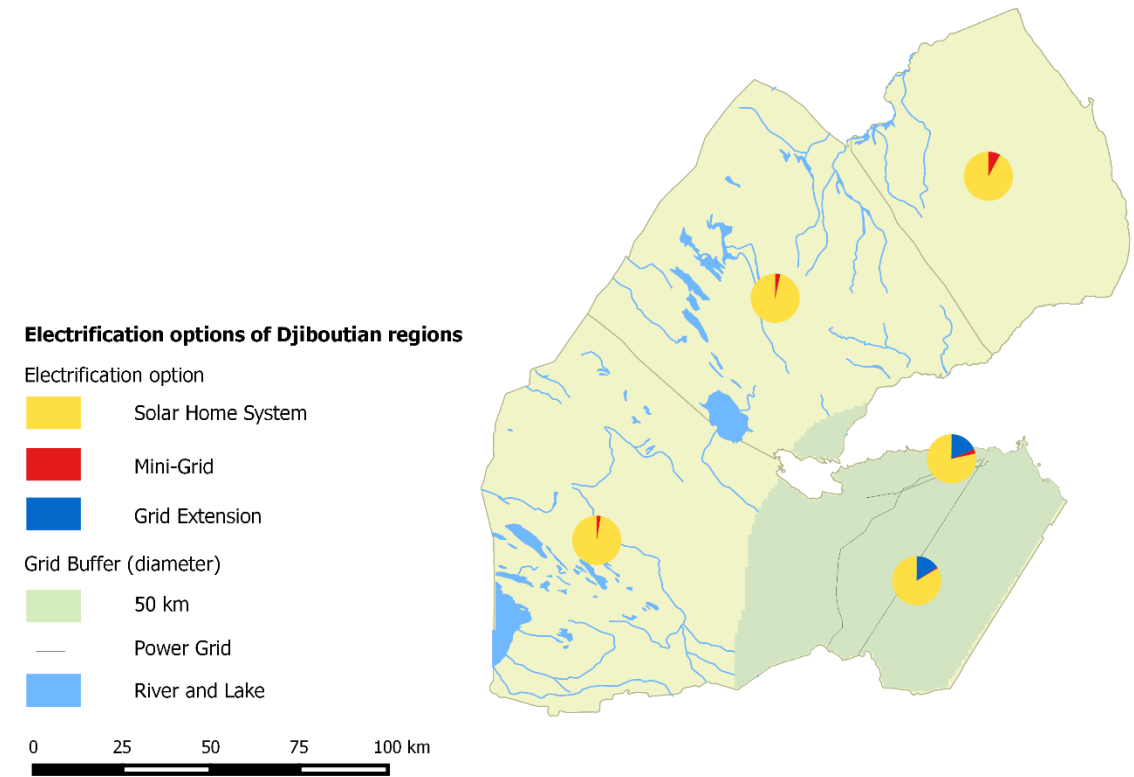 Electrification options of Djiboutian regions
Electrification option
Solar Home System
Mini-Grid
Grid Extension
Grid Buffer (diameter)
50 km
Power Grid
River and Lake
0 25 50 75 100 km